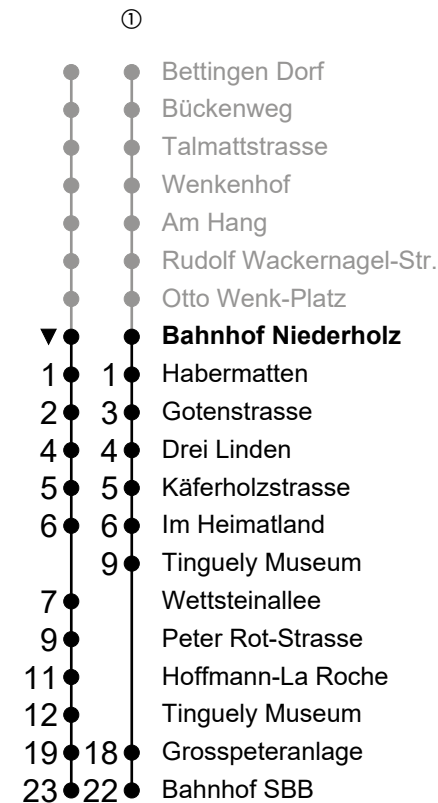 ①
Bettingen Dorf
Bückenweg
Talmattstrasse
Wenkenhof
Am Hang
Rudolf Wackernagel-Str.
Otto Wenk-Platz
▼ Bahnhof Niederholz
1 1 Habermatten
2 3 Gotenstrasse
4 4 Drei Linden
5 5 Käferholzstrasse
6 6 Im Heimatland
9 Tinguely Museum
7 Wettsteinallee
9 Peter Rot-Strasse
11 Hoffmann-La Roche
12 Tinguely Museum
19 18 Grosspeteranlage
23 22 Bahnhof SBB